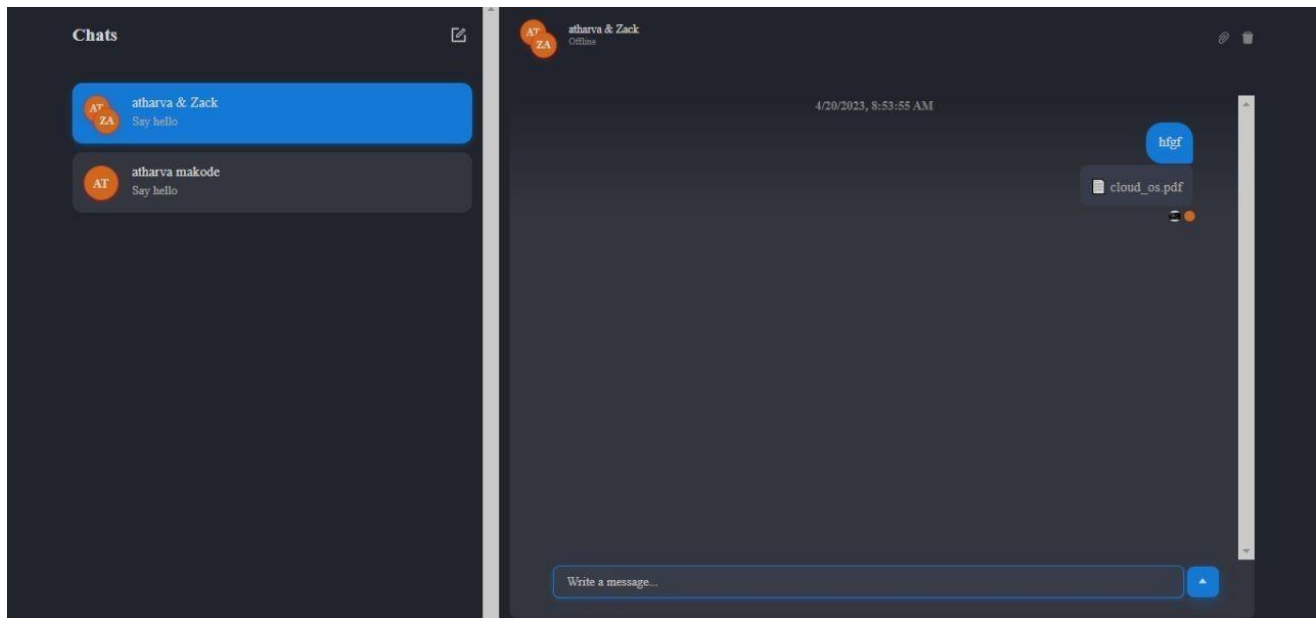 Chats
AT
ZA
atharva & Zack
Say hello
AT
atharva makode
Say hello
AT
ZA
atharva & Zack
Offline
4/20/2023, 8:53:55 AM
hfgf
cloud_os.pdf
Write a message...